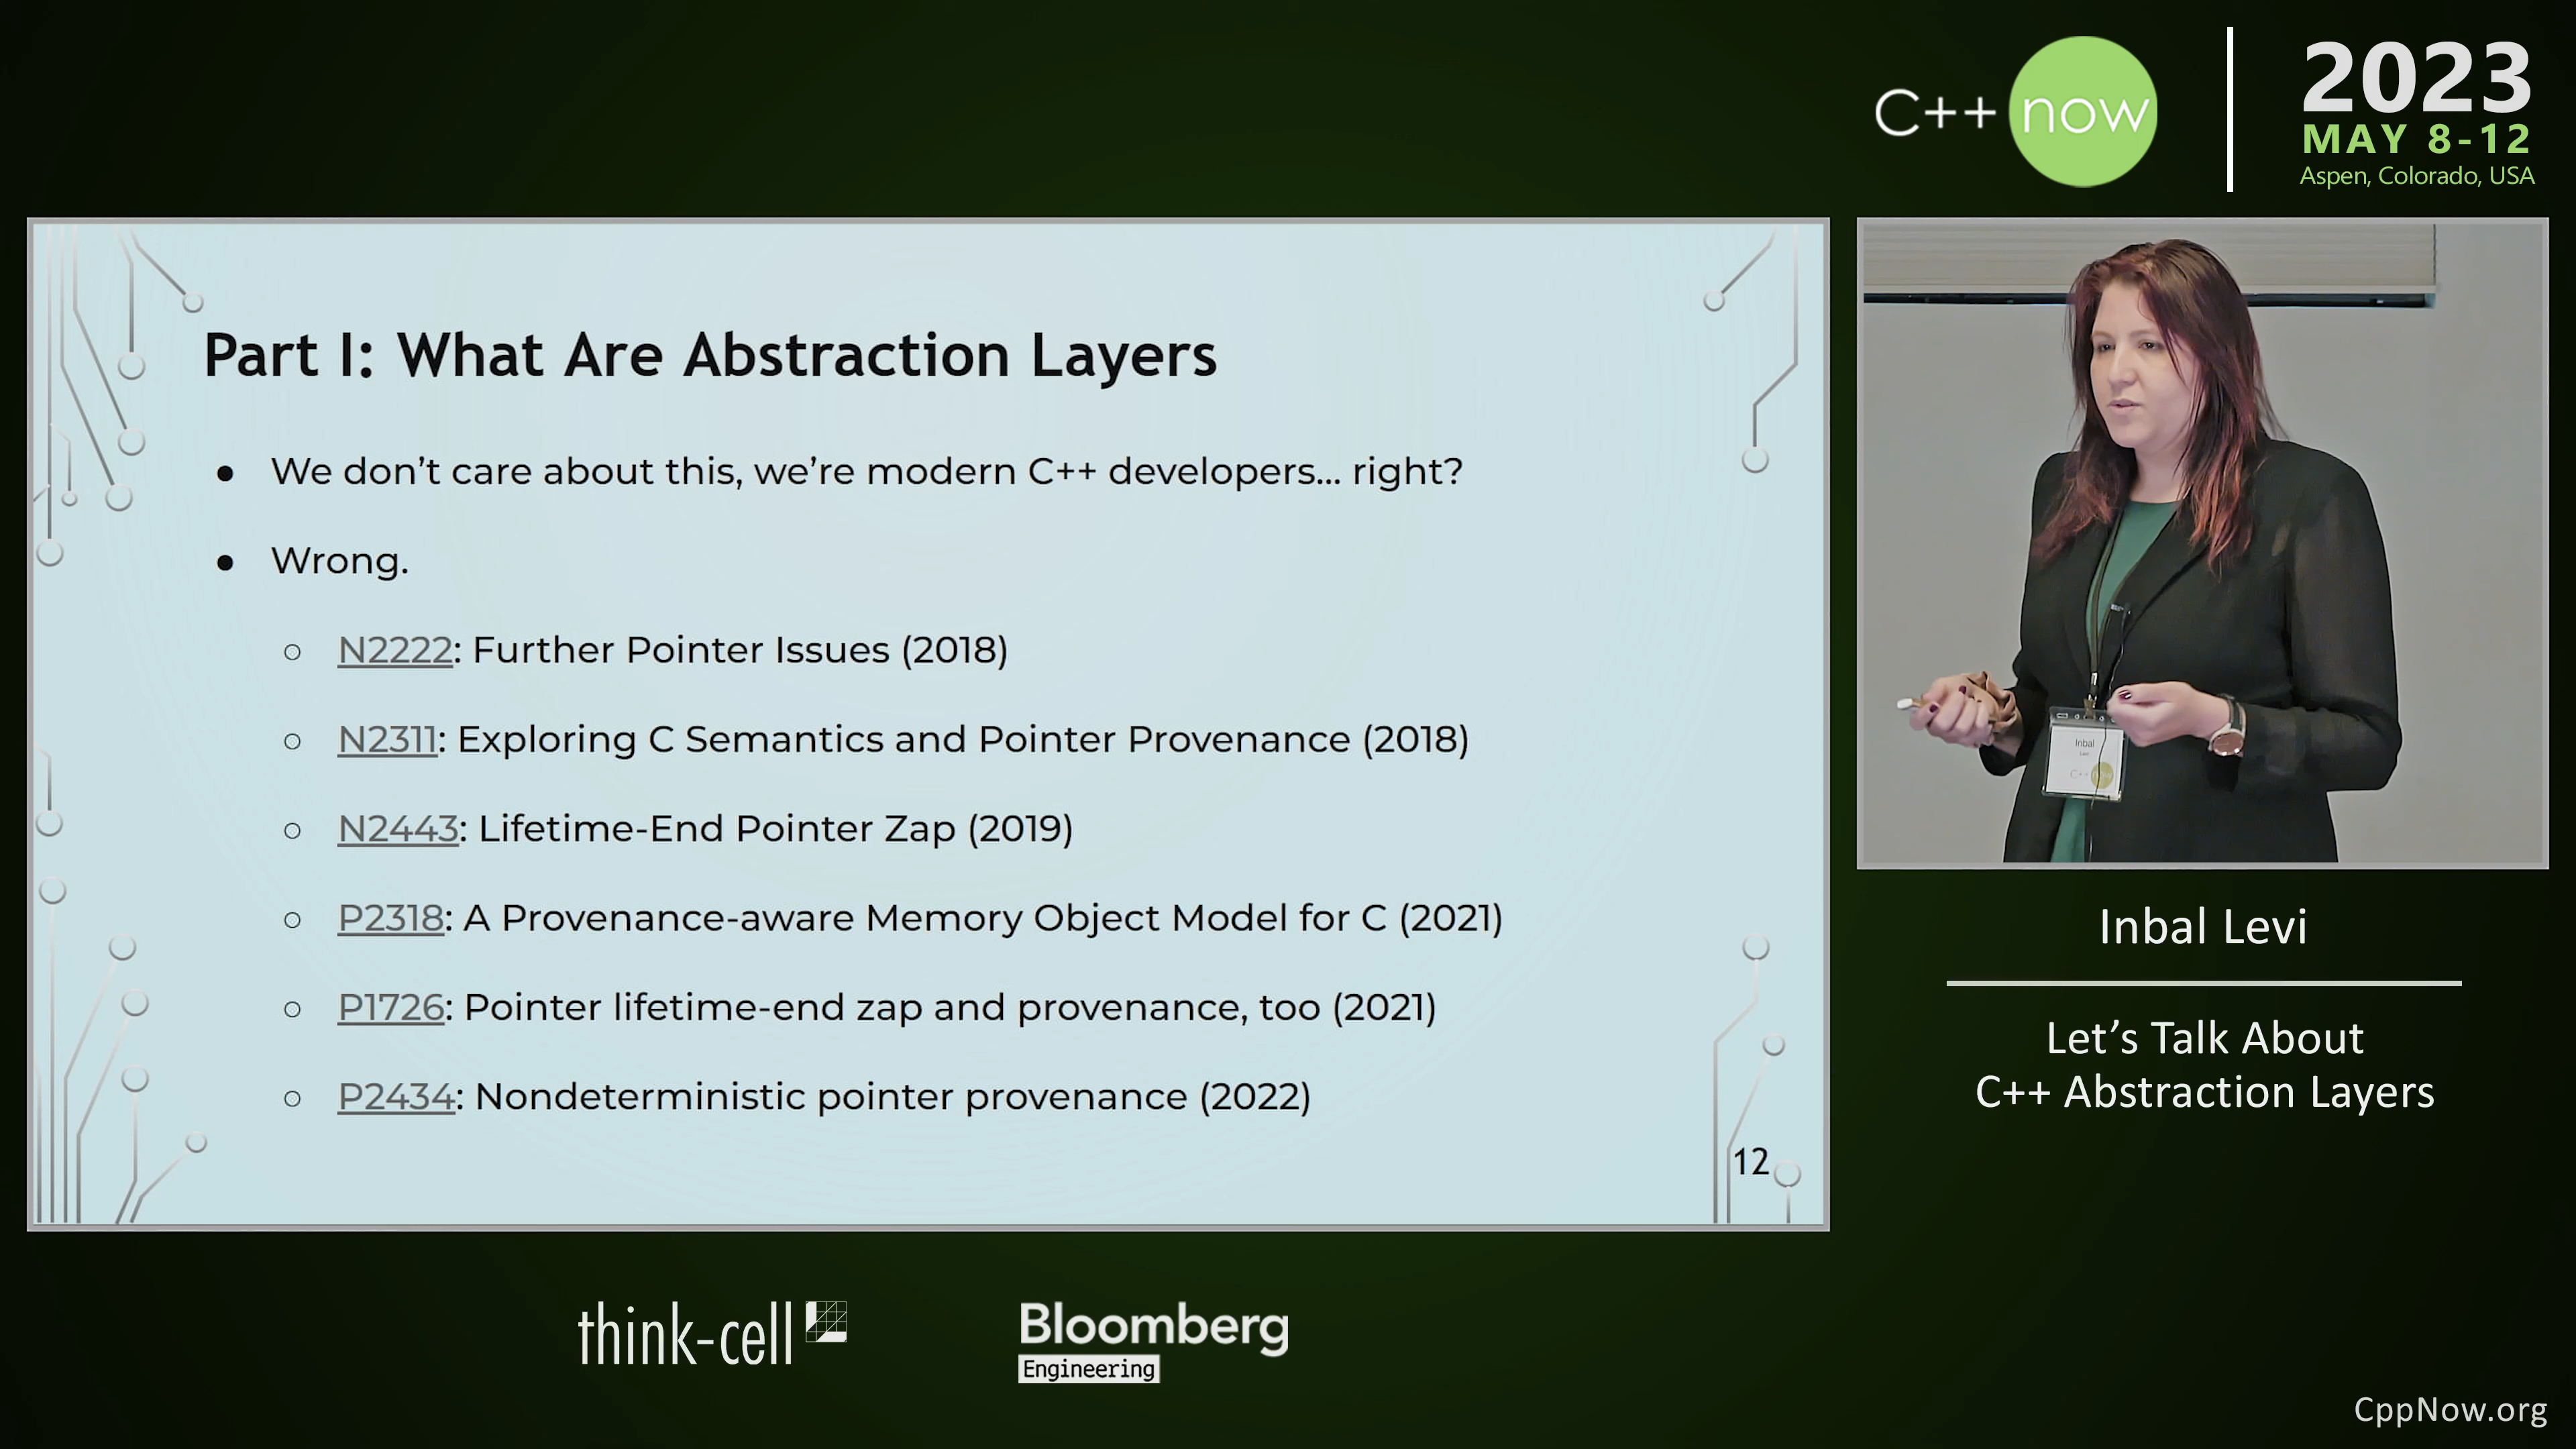 C++ now
2023
MAY 8-12
Aspen, Colorado, USA
Part I: What Are Abstraction Layers
● We don't care about this, we're modern C++ developers... right?
● Wrong.
○ N2222: Further Pointer Issues (2018)
○ N2311: Exploring C Semantics and Pointer Provenance (2018)
○ N2443: Lifetime-End Pointer Zap (2019)
○ P2318: A Provenance-aware Memory Object Model for C (2021)
○ P1726: Pointer lifetime-end zap and provenance, too (2021)
○ P2434: Nondeterministic pointer provenance (2022)
12
Inbal
Levi
C++ now
Inbal Levi
Let's Talk About
C++ Abstraction Layers
think-cell
Bloomberg
Engineering
CppNow.org